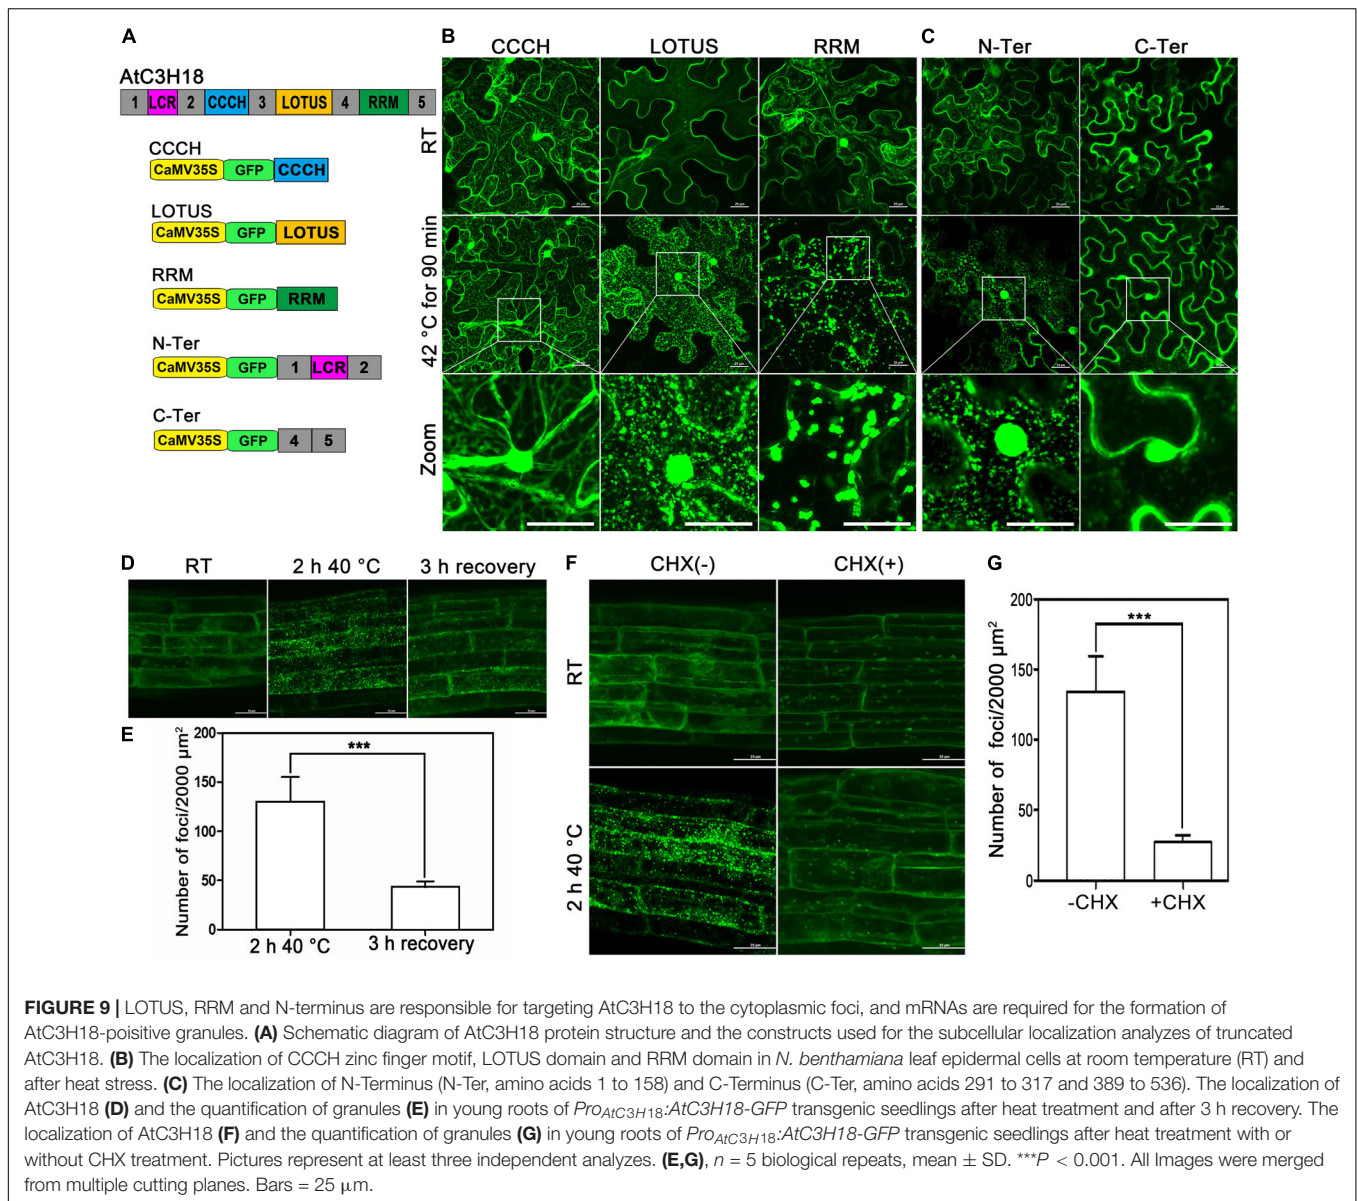 A
AtC3H18
1 LCR 2 CCCH 3 LOTUS 4 RRM 5
CCCH
CaMV35S GFP CCCH
LOTUS
CaMV35S GFP LOTUS
RRM
CaMV35S GFP RRM
N-Ter
CaMV35S GFP 1 LCR 2
C-Ter
CaMV35S GFP 4 5
B
CCCH LOTUS RRM
RT
42 °C for 90 min
Zoom
C
N-Ter C-Ter
D
RT 2 h 40 °C 3 h recovery
E
Number of foci/2000 µm²
200
150
100
50
0
***
2 h 40 °C 3 h recovery
F
CHX(-) CHX(+)
RT
25 µm 25 µm
2 h 40 °C
25 µm 25 µm
G
Number of foci/2000 µm²
200
150
100
50
0
***
-CHX +CHX
FIGURE 9 | LOTUS, RRM and N-terminus are responsible for targeting AtC3H18 to the cytoplasmic foci, and mRNAs are required for the formation of
AtC3H18-poisitive granules. (A) Schematic diagram of AtC3H18 protein structure and the constructs used for the subcellular localization analyzes of truncated
AtC3H18. (B) The localization of CCCH zinc finger motif, LOTUS domain and RRM domain in N. benthamiana leaf epidermal cells at room temperature (RT) and
after heat stress. (C) The localization of N-Terminus (N-Ter, amino acids 1 to 158) and C-Terminus (C-Ter, amino acids 291 to 317 and 389 to 536). The localization of
AtC3H18 (D) and the quantification of granules (E) in young roots of ProAtC3H18:AtC3H18-GFP transgenic seedlings after heat treatment and after 3 h recovery. The
localization of AtC3H18 (F) and the quantification of granules (G) in young roots of ProAtC3H18:AtC3H18-GFP transgenic seedlings after heat treatment with or
without CHX treatment. Pictures represent at least three independent analyzes. (E,G), n = 5 biological repeats, mean ± SD. ***P < 0.001. All Images were merged
from multiple cutting planes. Bars = 25 µm.